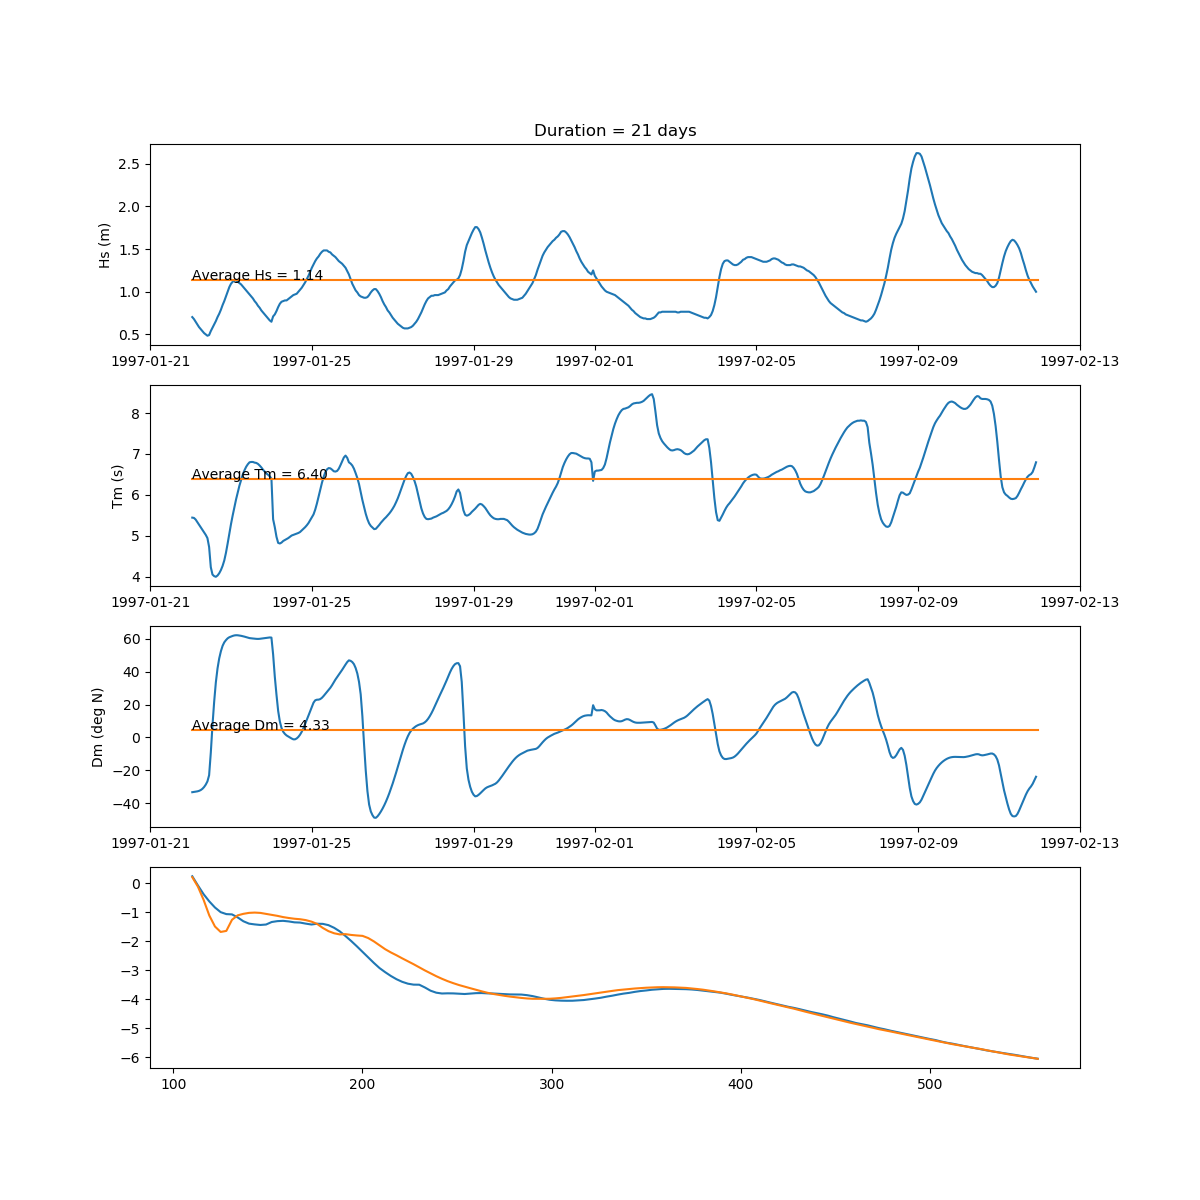 Duration = 21 days
2.5
2.0
1.5
1.0
0.5
Hs (m)
Average Hs = 1.14
1997-01-21 1997-01-25 1997-01-29 1997-02-01 1997-02-05 1997-02-09 1997-02-13
8
7
6
5
4
Tm (s)
Average Tm = 6.40
1997-01-21 1997-01-25 1997-01-29 1997-02-01 1997-02-05 1997-02-09 1997-02-13
60
40
20
0
−20
−40
Dm (deg N)
Average Dm = 4.33
1997-01-21 1997-01-25 1997-01-29 1997-02-01 1997-02-05 1997-02-09 1997-02-13
0
−1
−2
−3
−4
−5
−6
100 200 300 400 500